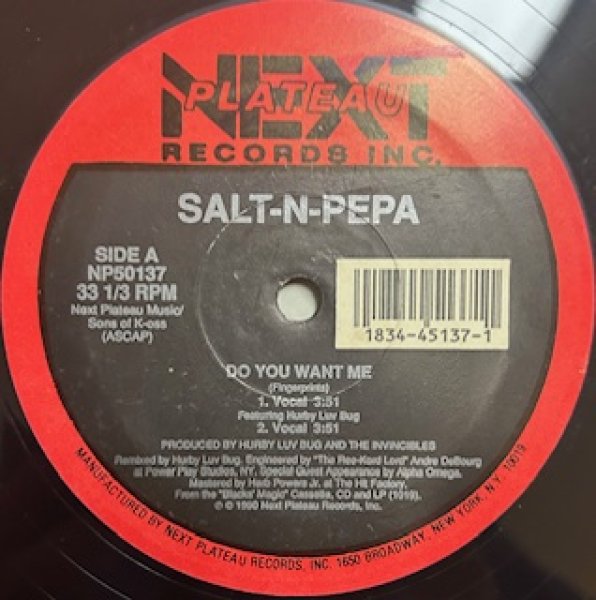 NEXT
PLATEAU
RECORDS INC.
SALT-N-PEPA
SIDE A
NP50137
33 1/3 RPM
Next Plateau Music/
Sons of K-oss
(ASCAP)
1834-45137-1
DO YOU WANT ME
(Fingerprints)
1. Vocal 3:51
Featuring Hurby Luv Bug
2. Vocal 3:51
PRODUCED BY HURBY LUV BUG AND THE INVINCIBLES
Remixed by Hurby Luv Bug. Engineered by "The Ree-Kord Lord" Andre DeBourg
at Power Play Studios, NY. Special Guest Appearance by Alpha Omega.
Mastered by Herb Powers Jr. at The Hit Factory.
From the "Blacks' Magic" Cassette, CD and LP (1019).
℗ © 1990 Next Plateau Records, Inc.
MANUFACTURED BY NEXT PLATEAU RECORDS, INC. 1650 BROADWAY, NEW YORK, N.Y. 10019